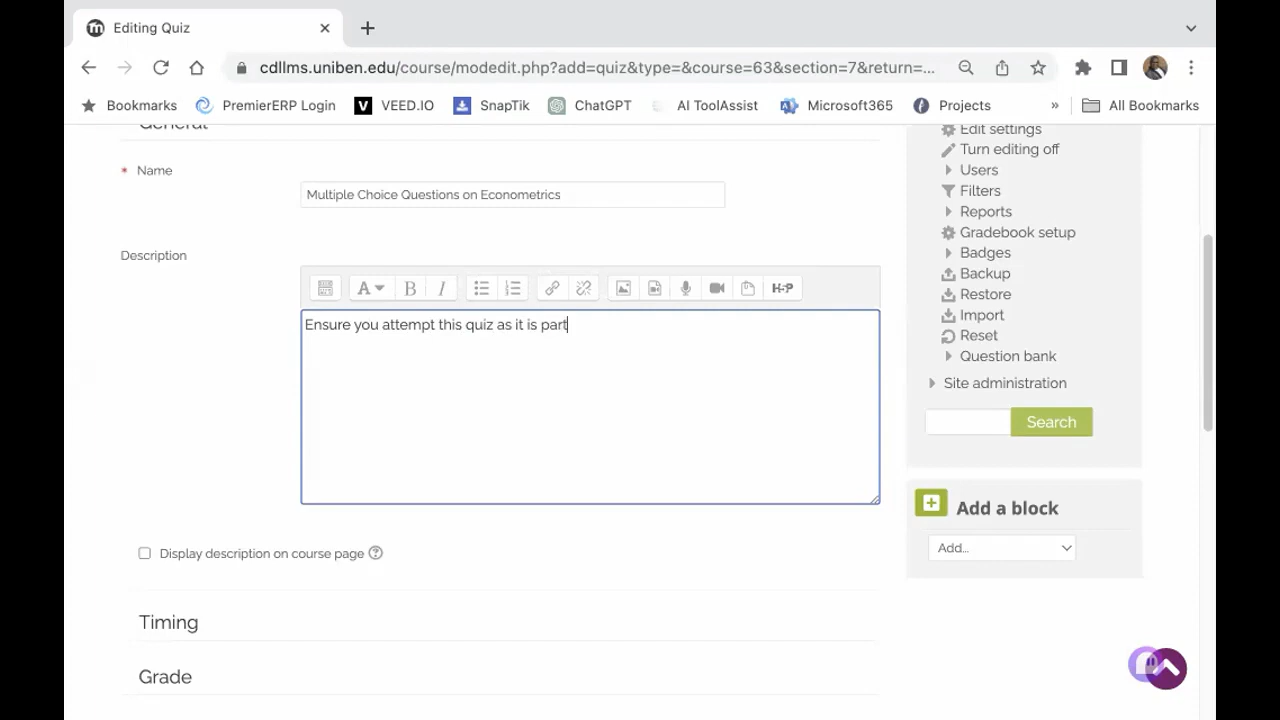 Editing Quiz
cdllms.uniben.edu/course/modedit.php?add=quiz&type=&course=63&section=7&return=...
Bookmarks PremierERP Login VEED.IO SnapTik ChatGPT AI ToolAssist Microsoft365 Projects » All Bookmarks
General
* Name
Multiple Choice Questions on Econometrics
Description
A B I H5P
Ensure you attempt this quiz as it is part
Display description on course page
Timing
Grade
Edit settings
Turn editing off
Users
Filters
Reports
Gradebook setup
Badges
Backup
Restore
Import
Reset
Question bank
Site administration
Search
Add a block
Add...